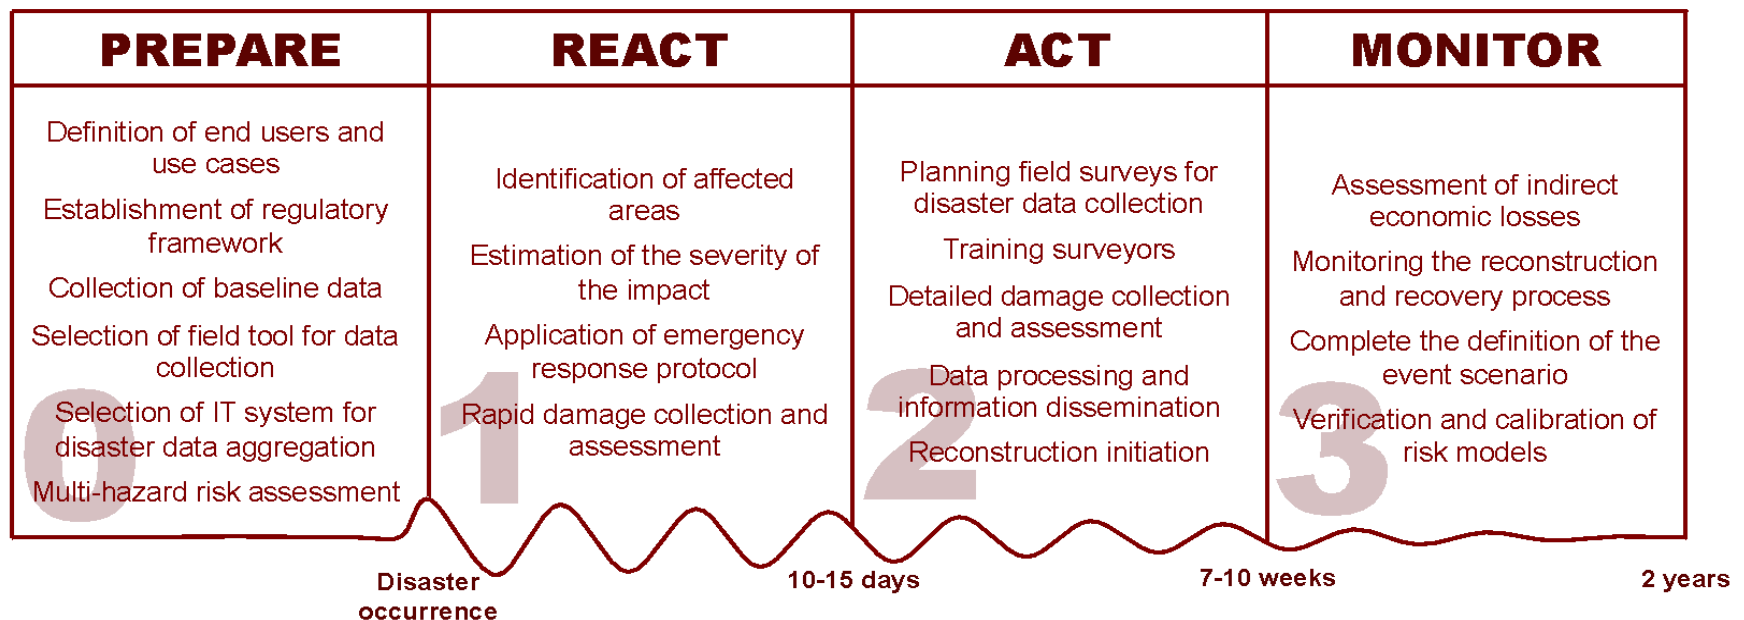 PREPARE
REACT
ACT
MONITOR
Definition of end users and
use cases
Establishment of regulatory
framework
Collection of baseline data
Selection of field tool for data
collection
Selection of IT system for
disaster data aggregation
Multi-hazard risk assessment
0
Identification of affected
areas
Estimation of the severity of
the impact
Application of emergency
response protocol
Rapid damage collection and
assessment
1
Planning field surveys for
disaster data collection
Training surveyors
Detailed damage collection
and assessment
Data processing and
information dissemination
Reconstruction initiation
2
Assessment of indirect
economic losses
Monitoring the reconstruction
and recovery process
Complete the definition of the
event scenario
Verification and calibration of
risk models
3
Disaster
occurrence
10-15 days
7-10 weeks
2 years